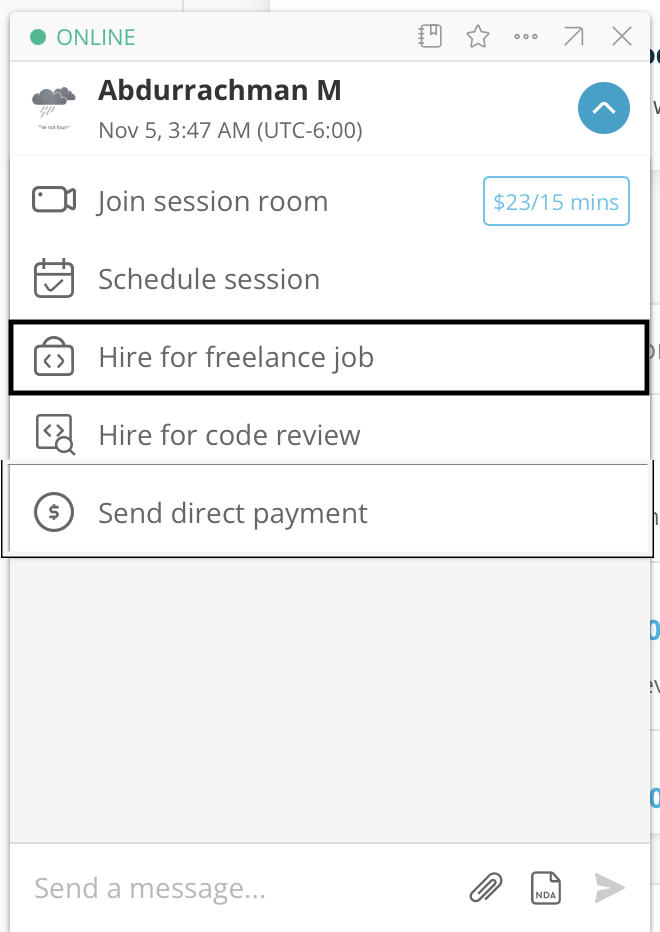 ONLINE
Abdurrachman M
Nov 5, 3:47 AM (UTC-6:00)
Join session room
$23/15 mins
Schedule session
Hire for freelance job
Hire for code review
Send direct payment
Send a message...
NDA